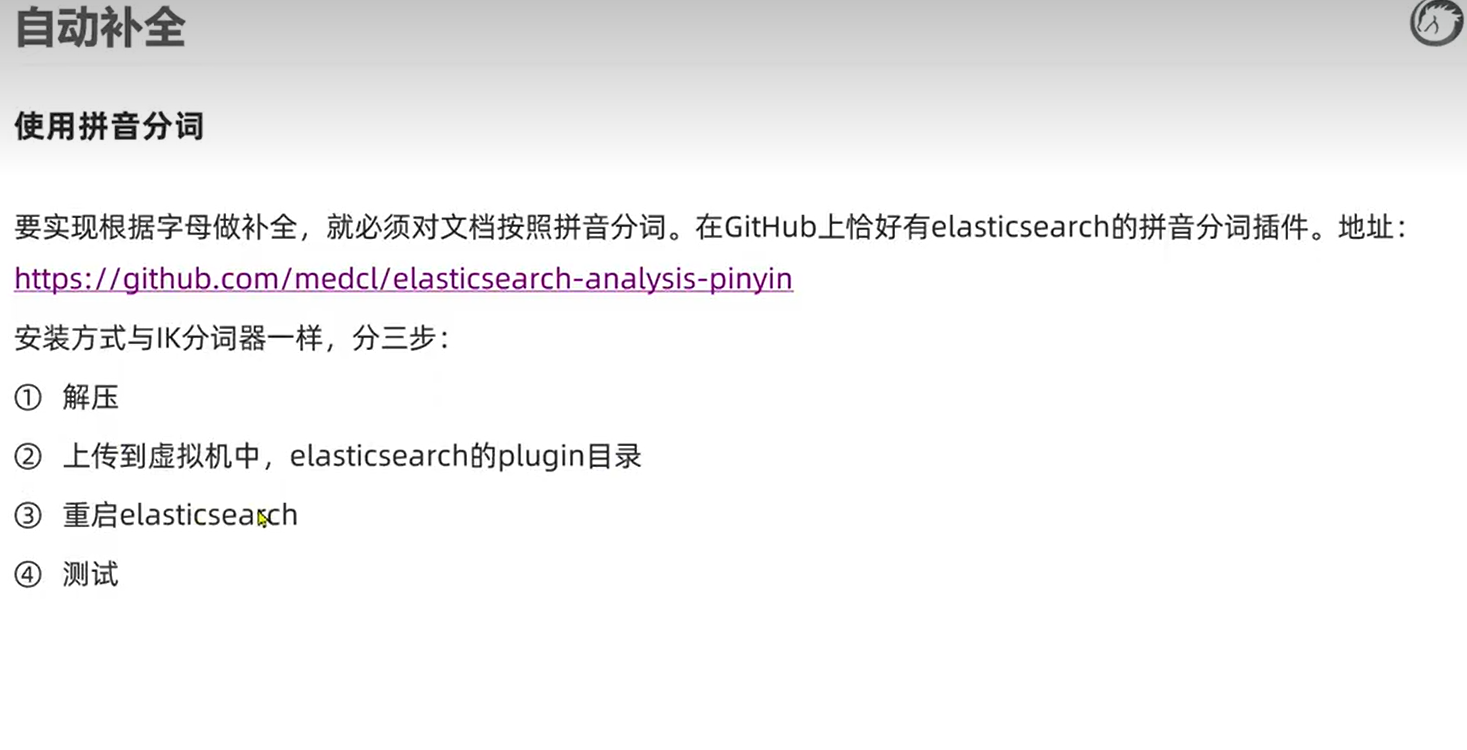 自动补全
使用拼音分词
要实现根据字母做补全，就必须对文档按照拼音分词。在GitHub上恰好有elasticsearch的拼音分词插件。地址：
https://github.com/medcl/elasticsearch-analysis-pinyin
安装方式与IK分词器一样，分三步：
① 解压
② 上传到虚拟机中，elasticsearch的plugin目录
③ 重启elasticsearch
④ 测试